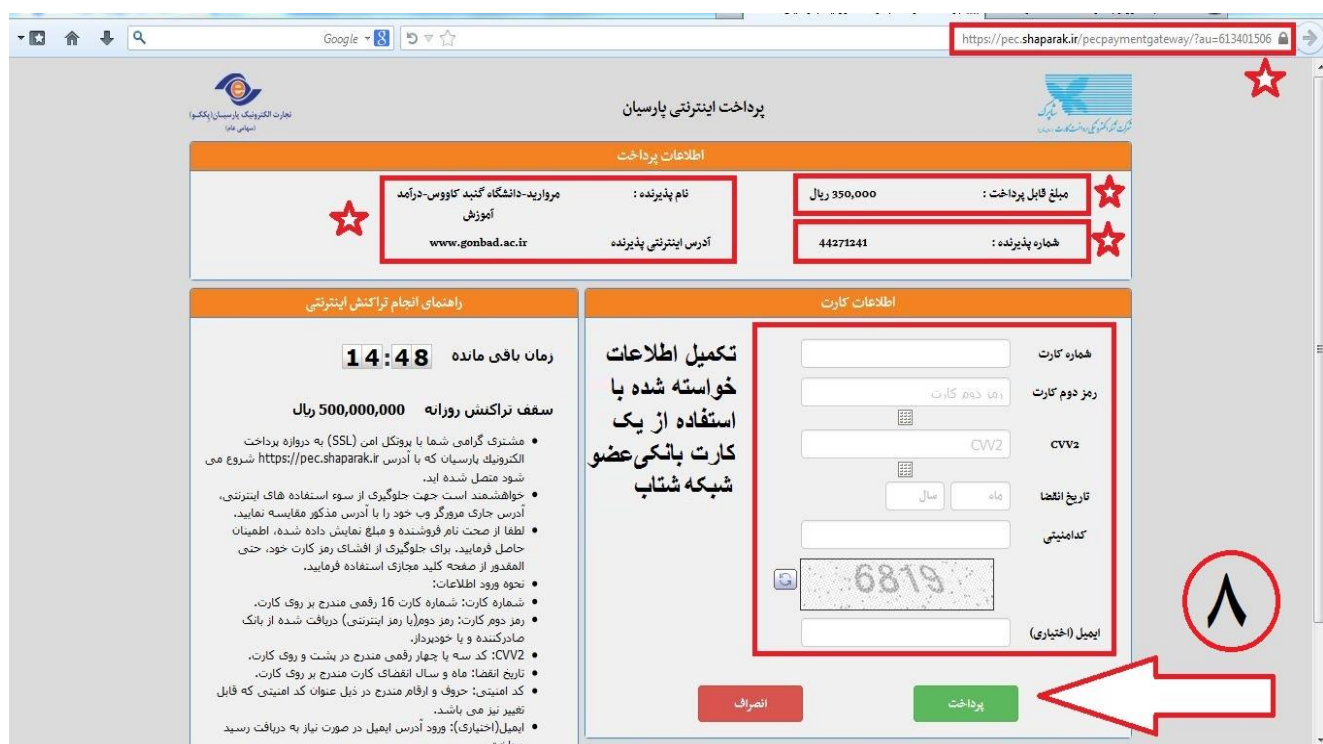 Google
https://pec.shaparak.ir/pecpaymentgateway/?au=613401506
شاپرک
پرداخت اینترنتی پارسیان
تجارت الکترونیک پارسیان(پککو)
(سهامی عام)
اطلاعات پرداخت
مبلغ قابل پرداخت :
350,000 ریال
نام پذیرنده :
مروارید-دانشگاه گنبد کاووس-درآمد
آموزش
شماره پذیرنده :
44271241
آدرس اینترنتی پذیرنده
www.gonbad.ac.ir
اطلاعات کارت
شماره کارت
رمز دوم کارت
رمز دوم کارت
CVV2
CVV2
تاریخ انقضا
ماه
سال
کدامنیتی
6819
ایمیل (اختیاری)
تکمیل اطلاعات
خواسته شده با
استفاده از یک
کارت بانکی عضو
شبکه شتاب
پرداخت
انصراف
۸
راهنمای انجام تراکنش اینترنتی
زمان باقی مانده 14:48
سقف تراکنش روزانه 500,000,000 ریال
• مشتری گرامی شما با پروتکل امن (SSL) به دروازه پرداخت
الکترونیك پارسیان که با آدرس https://pec.shaparak.ir شروع می
شود متصل شده اید.
• خواهشمند است جهت جلوگیری از سوء استفاده های اینترنتی،
آدرس جاری مرورگر وب خود را با آدرس مذکور مقایسه نمایید.
• لطفا از صحت نام فروشنده و مبلغ نمایش داده شده، اطمینان
حاصل فرمایید. برای جلوگیری از افشای رمز کارت خود، حتی
المقدور از صفحه کلید مجازی استفاده فرمایید.
• نحوه ورود اطلاعات:
• شماره کارت: شماره کارت 16 رقمی مندرج بر روی کارت.
• رمز دوم کارت: رمز دوم(یا رمز اینترنتی) دریافت شده از بانک
صادرکننده و یا خودپرداز.
• CVV2: کد سه یا چهار رقمی مندرج در پشت و روی کارت.
• تاریخ انقضا: ماه و سال انقضای کارت مندرج بر روی کارت.
• کد امنیتی: حروف و ارقام مندرج در ذیل عنوان کد امنیتی که قابل
تغییر نیز می باشد.
• ایمیل(اختیاری): ورود آدرس ایمیل در صورت نیاز به دریافت رسید